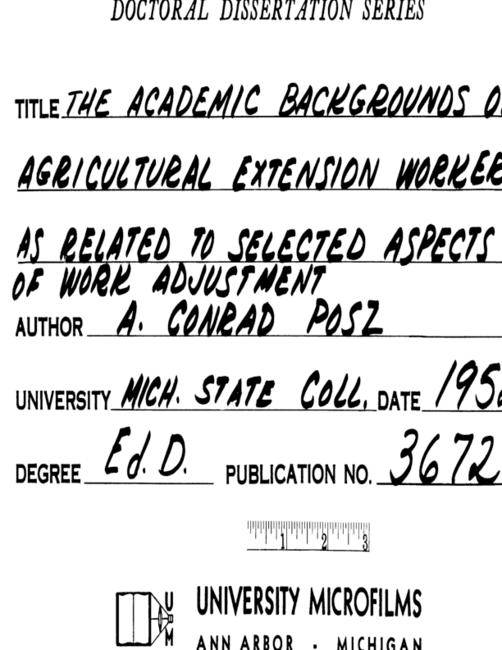 DOCTORAL DISSERTATION SERIES
TITLE THE ACADEMIC BACKGROUNDS
AGRICULTURAL EXTENSION WORKER
AS RELATED TO SELECTED ASPECTS
OF WORK ADJUSTMENT
AUTHOR A. CONRAD POSZ
UNIVERSITY MICH. STATE COLL. DATE 195
DEGREE Ed. D. PUBLICATION NO. 3672
1 2 3
U
M
UNIVERSITY MICROFILMS
ANN ARBOR · MICHIGAN